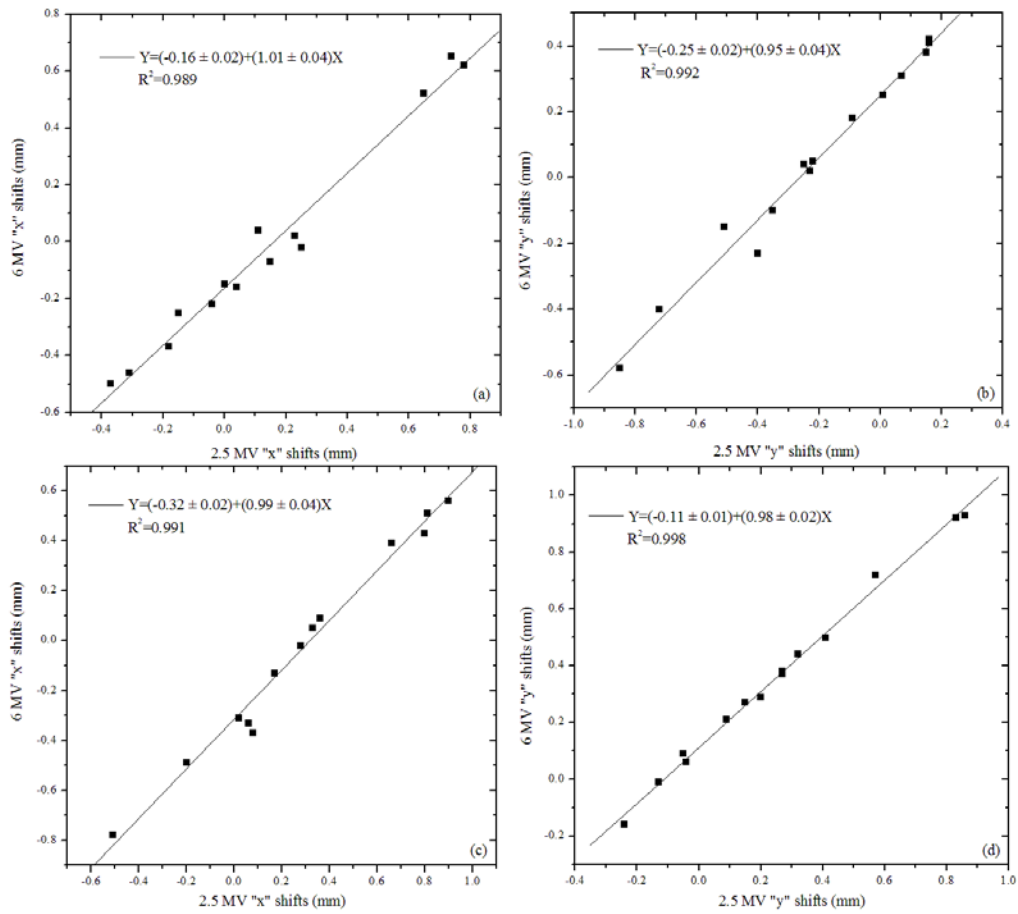 Y=(-0.16 ± 0.02)+(1.01 ± 0.04)X
R²=0.989
0.8
0.6
0.4
0.2
0.0
-0.2
-0.4
-0.6
6 MV "x" shifts (mm)
(a)
-0.4 -0.2 0.0 0.2 0.4 0.6 0.8
2.5 MV "x" shifts (mm)
Y=(-0.25 ± 0.02)+(0.95 ± 0.04)X
R²=0.992
0.4
0.2
0.0
-0.2
-0.4
-0.6
6 MV "y" shifts (mm)
(b)
-1.0 -0.8 -0.6 -0.4 -0.2 0.0 0.2 0.4
2.5 MV "y" shifts (mm)
Y=(-0.32 ± 0.02)+(0.99 ± 0.04)X
R²=0.991
0.6
0.4
0.2
0.0
-0.2
-0.4
-0.6
-0.8
6 MV "x" shifts (mm)
(c)
-0.6 -0.4 -0.2 0.0 0.2 0.4 0.6 0.8 1.0
2.5 MV "x" shifts (mm)
Y=(-0.11 ± 0.01)+(0.98 ± 0.02)X
R²=0.998
1.0
0.8
0.6
0.4
0.2
0.0
-0.2
6 MV "y" shifts (mm)
(d)
-0.4 -0.2 0.0 0.2 0.4 0.6 0.8 1.0
2.5 MV "y" shifts (mm)